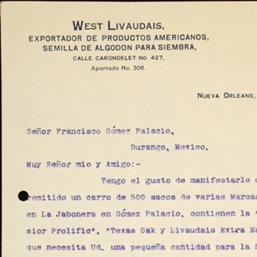 WEST LIVAUDAIS,
EXPORTADOR DE PRODUCTOS AMERICANOS,
SEMILLA DE ALGODON PARA SIEMBRA,
CALLE CARONDELET No. 427,
Apartado No. 308.
NUEVA ORLEANS,
Señor Francisco Gómez Palacio,
Durango, Mexico.
Muy Señor mio y Amigo:-
Tengo el gusto de manifestarle
remitido un carro de 500 sacos de varias Marcas
en La Jabonera en Gómez Palacio, contienen la "
sior Prolific", "Texas Oak y Livaudais Extra
que necesita Ud, una pequeña cantidad para la